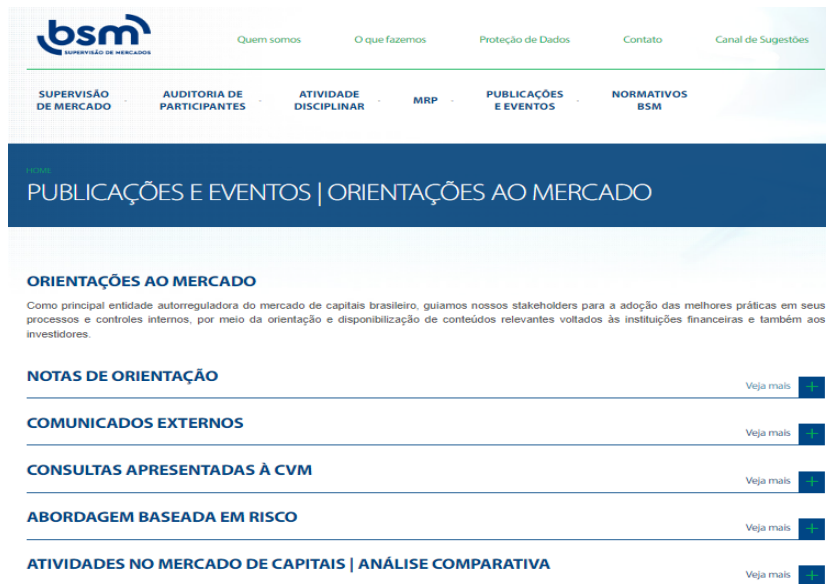 bsm
SUPERVISÃO DE MERCADOS
Quem somos O que fazemos Proteção de Dados Contato Canal de Sugestões
SUPERVISÃO DE MERCADO AUDITORIA DE PARTICIPANTES ATIVIDADE DISCIPLINAR MRP PUBLICAÇÕES E EVENTOS NORMATIVOS BSM
HOME
PUBLICAÇÕES E EVENTOS | ORIENTAÇÕES AO MERCADO
ORIENTAÇÕES AO MERCADO
Como principal entidade autorreguladora do mercado de capitais brasileiro, guiamos nossos stakeholders para a adoção das melhores práticas em seus
processos e controles internos, por meio da orientação e disponibilização de conteúdos relevantes voltados às instituições financeiras e também aos
investidores.
NOTAS DE ORIENTAÇÃO
Veja mais +
COMUNICADOS EXTERNOS
Veja mais +
CONSULTAS APRESENTADAS À CVM
Veja mais +
ABORDAGEM BASEADA EM RISCO
Veja mais +
ATIVIDADES NO MERCADO DE CAPITAIS | ANÁLISE COMPARATIVA
Veja mais +